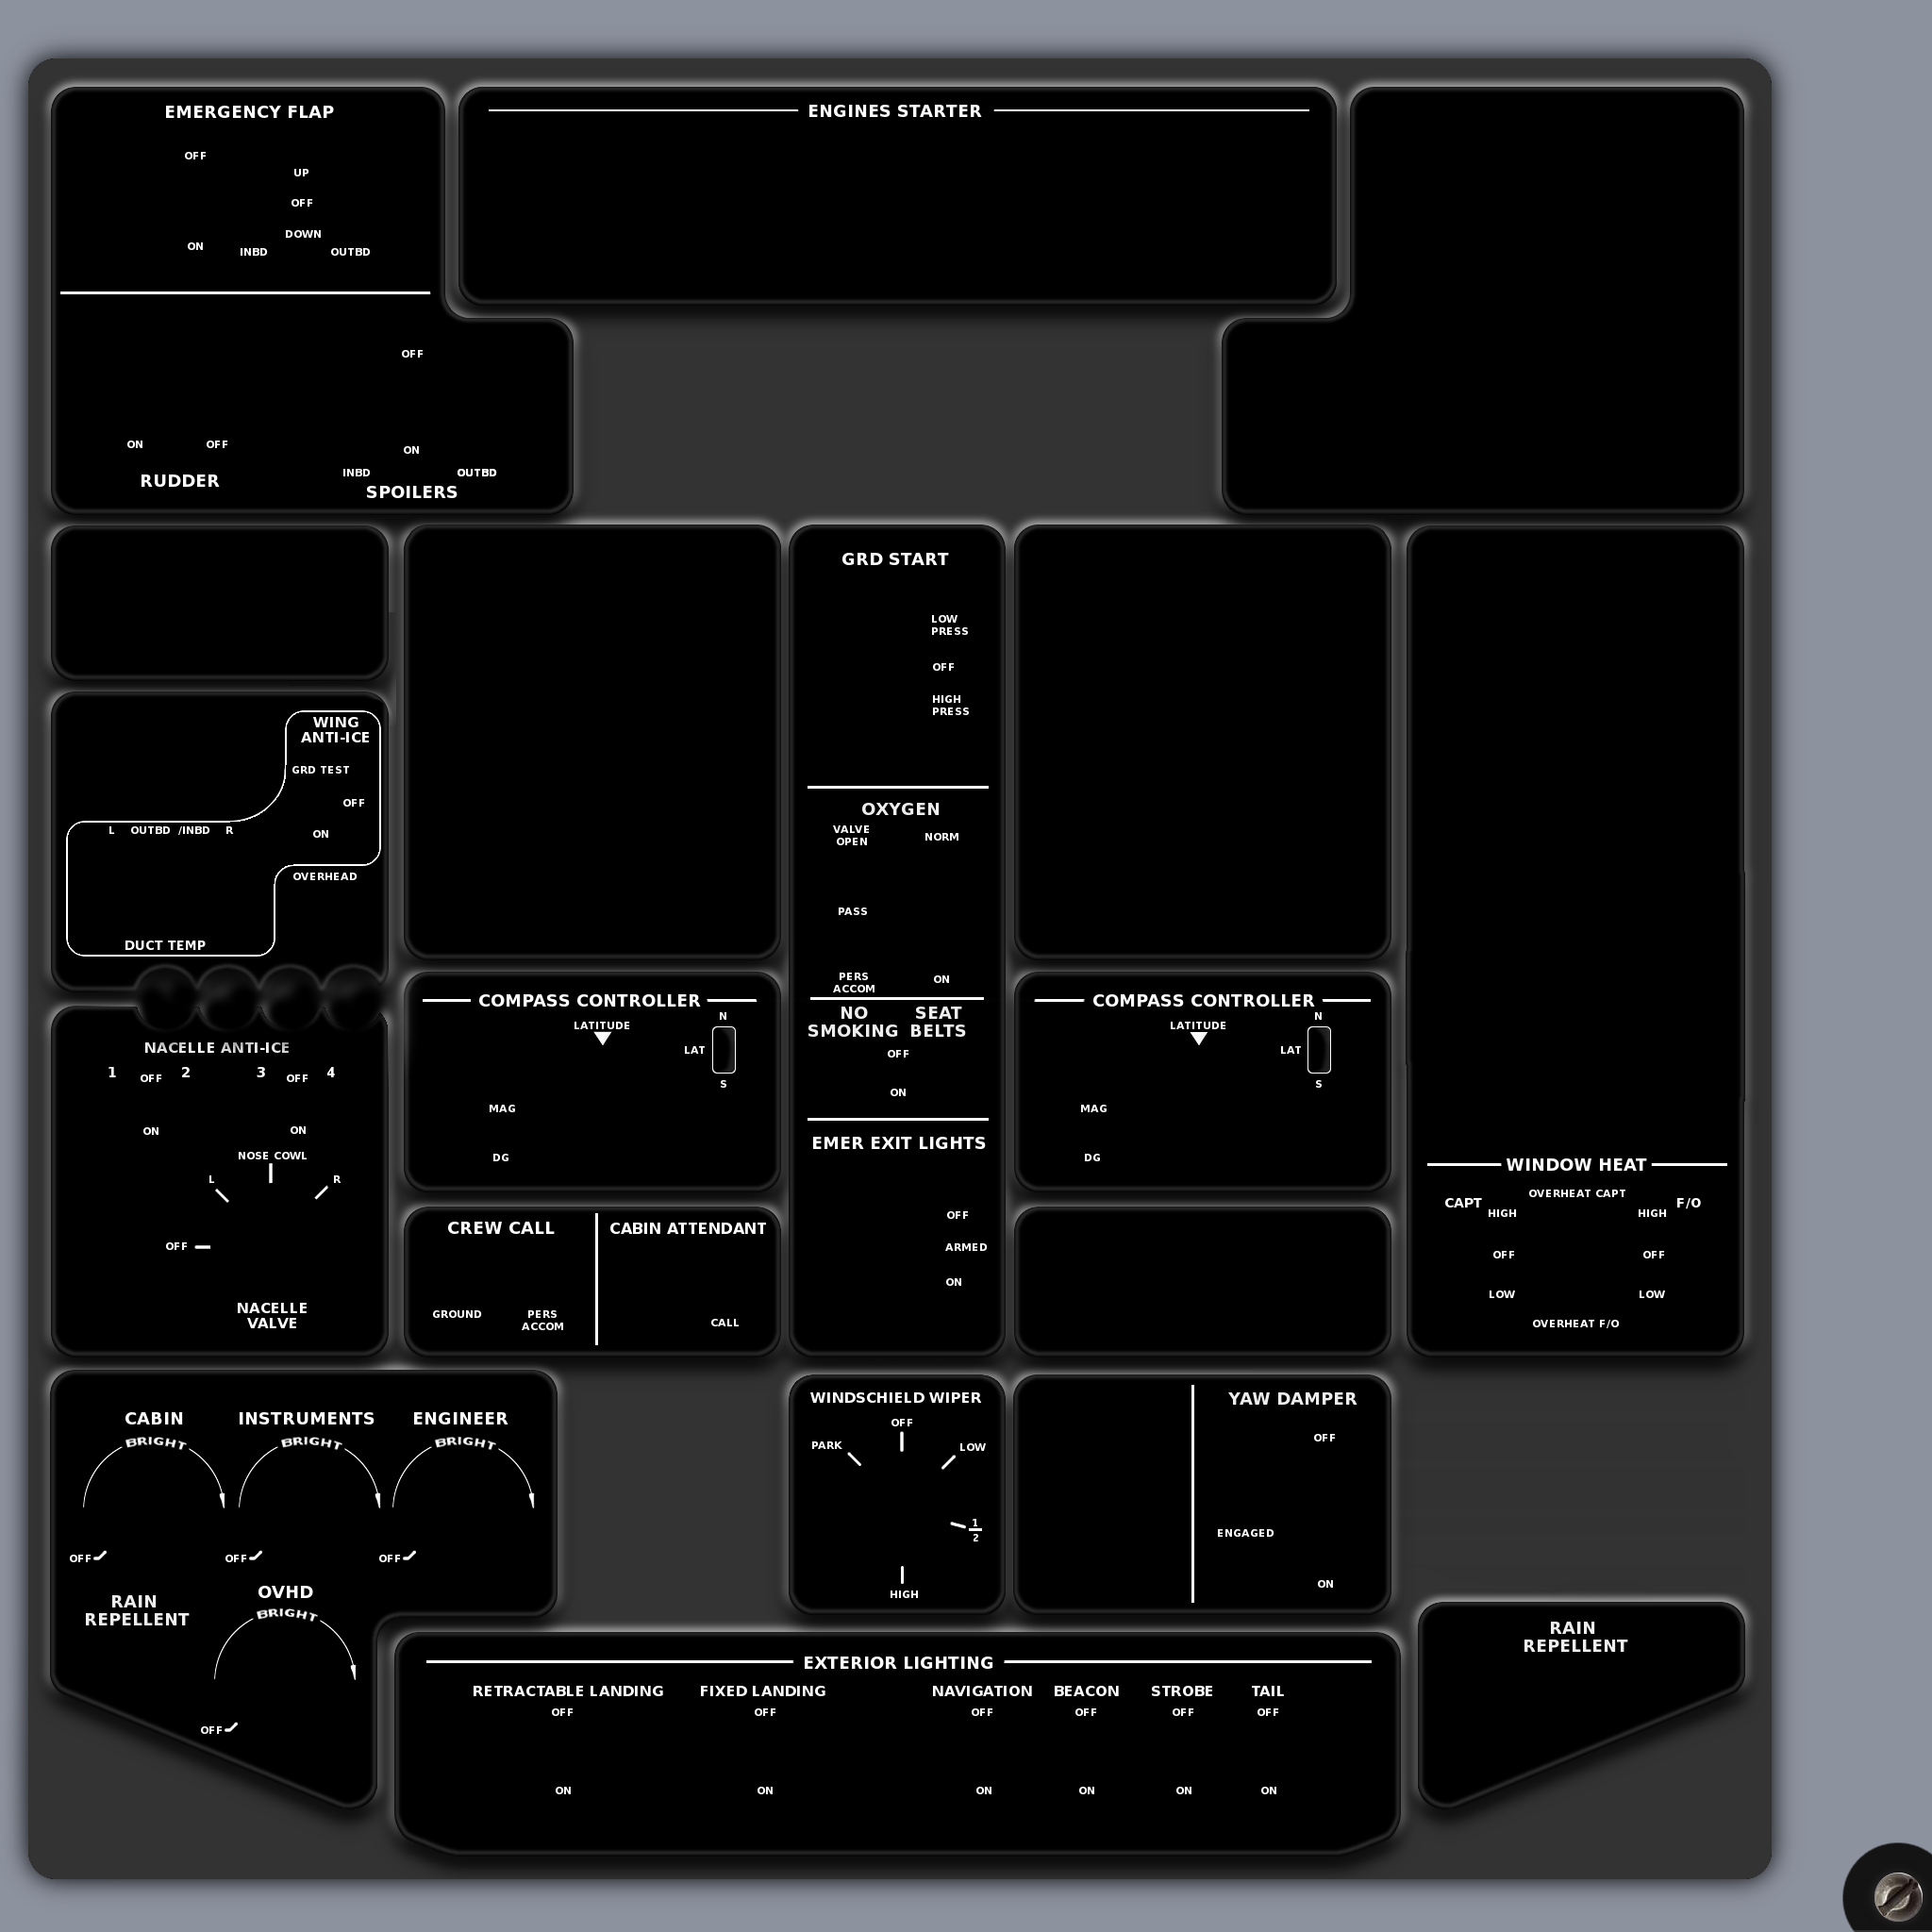 EMERGENCY FLAP
OFF
UP
OFF
DOWN
ON
INBD
OUTBD
ENGINES STARTER
OFF
ON
OFF
ON
INBD
OUTBD
RUDDER
SPOILERS
WING
ANTI-ICE
GRD TEST
OFF
L OUTBD /INBD R
ON
OVERHEAD
DUCT TEMP
NACELLE ANTI-ICE
1 OFF 2 3 OFF 4
ON
ON
NOSE COWL
L
R
OFF
NACELLE
VALVE
GRD START
LOW
PRESS
OFF
HIGH
PRESS
OXYGEN
VALVE
OPEN
NORM
PASS
PERS
ACCOM
ON
NO
SMOKING
SEAT
BELTS
OFF
ON
EMER EXIT LIGHTS
OFF
ARMED
ON
COMPASS CONTROLLER
LATITUDE
N
LAT
S
MAG
DG
COMPASS CONTROLLER
LATITUDE
N
LAT
S
MAG
DG
CREW CALL
GROUND
PERS
ACCOM
CABIN ATTENDANT
CALL
WINDOW HEAT
OVERHEAT CAPT
CAPT
F/O
HIGH
HIGH
OFF
OFF
LOW
LOW
OVERHEAT F/O
CABIN
INSTRUMENTS
ENGINEER
BRIGHT
BRIGHT
BRIGHT
OFF
OFF
OFF
RAIN
REPELLENT
OVHD
BRIGHT
OFF
WINDSCHIELD WIPER
OFF
PARK
LOW
1
2
HIGH
YAW DAMPER
OFF
ENGAGED
ON
EXTERIOR LIGHTING
RETRACTABLE LANDING
FIXED LANDING
NAVIGATION
BEACON
STROBE
TAIL
OFF
OFF
OFF
OFF
OFF
OFF
ON
ON
ON
ON
ON
ON
RAIN
REPELLENT